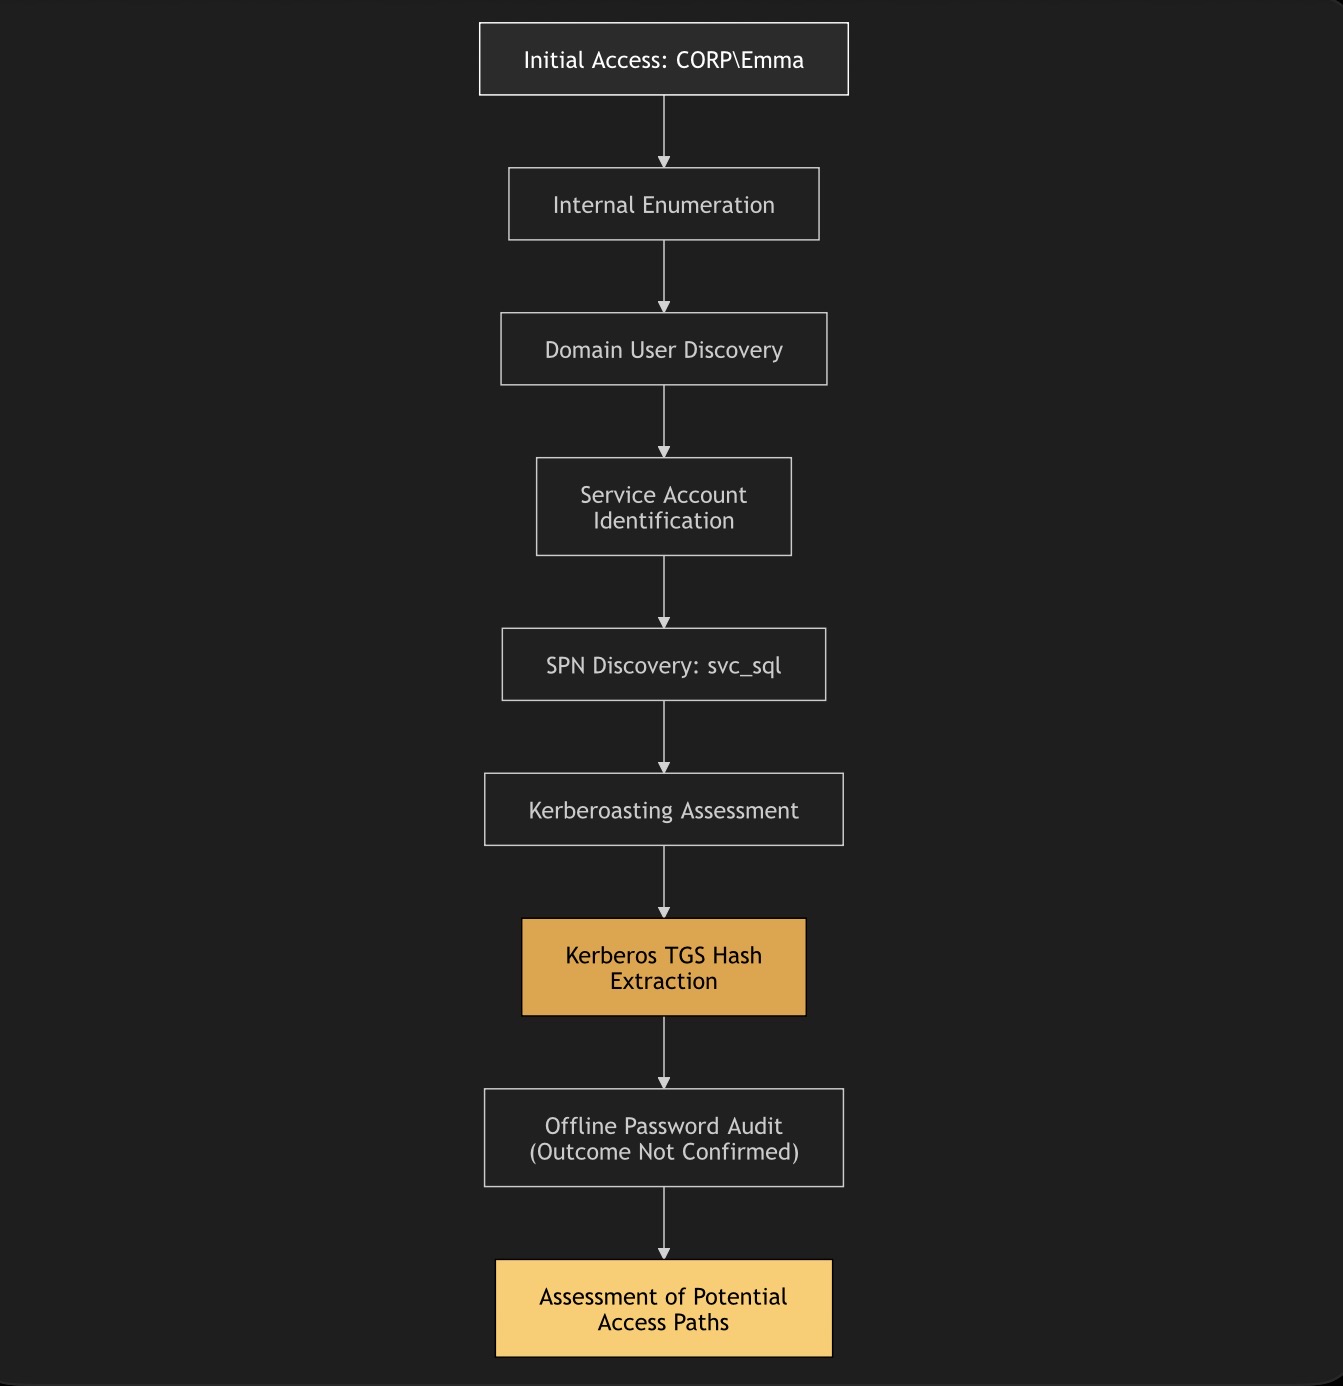 Initial Access: CORP\Emma
Internal Enumeration
Domain User Discovery
Service Account
Identification
SPN Discovery: svc_sql
Kerberoasting Assessment
Kerberos TGS Hash
Extraction
Offline Password Audit
(Outcome Not Confirmed)
Assessment of Potential
Access Paths